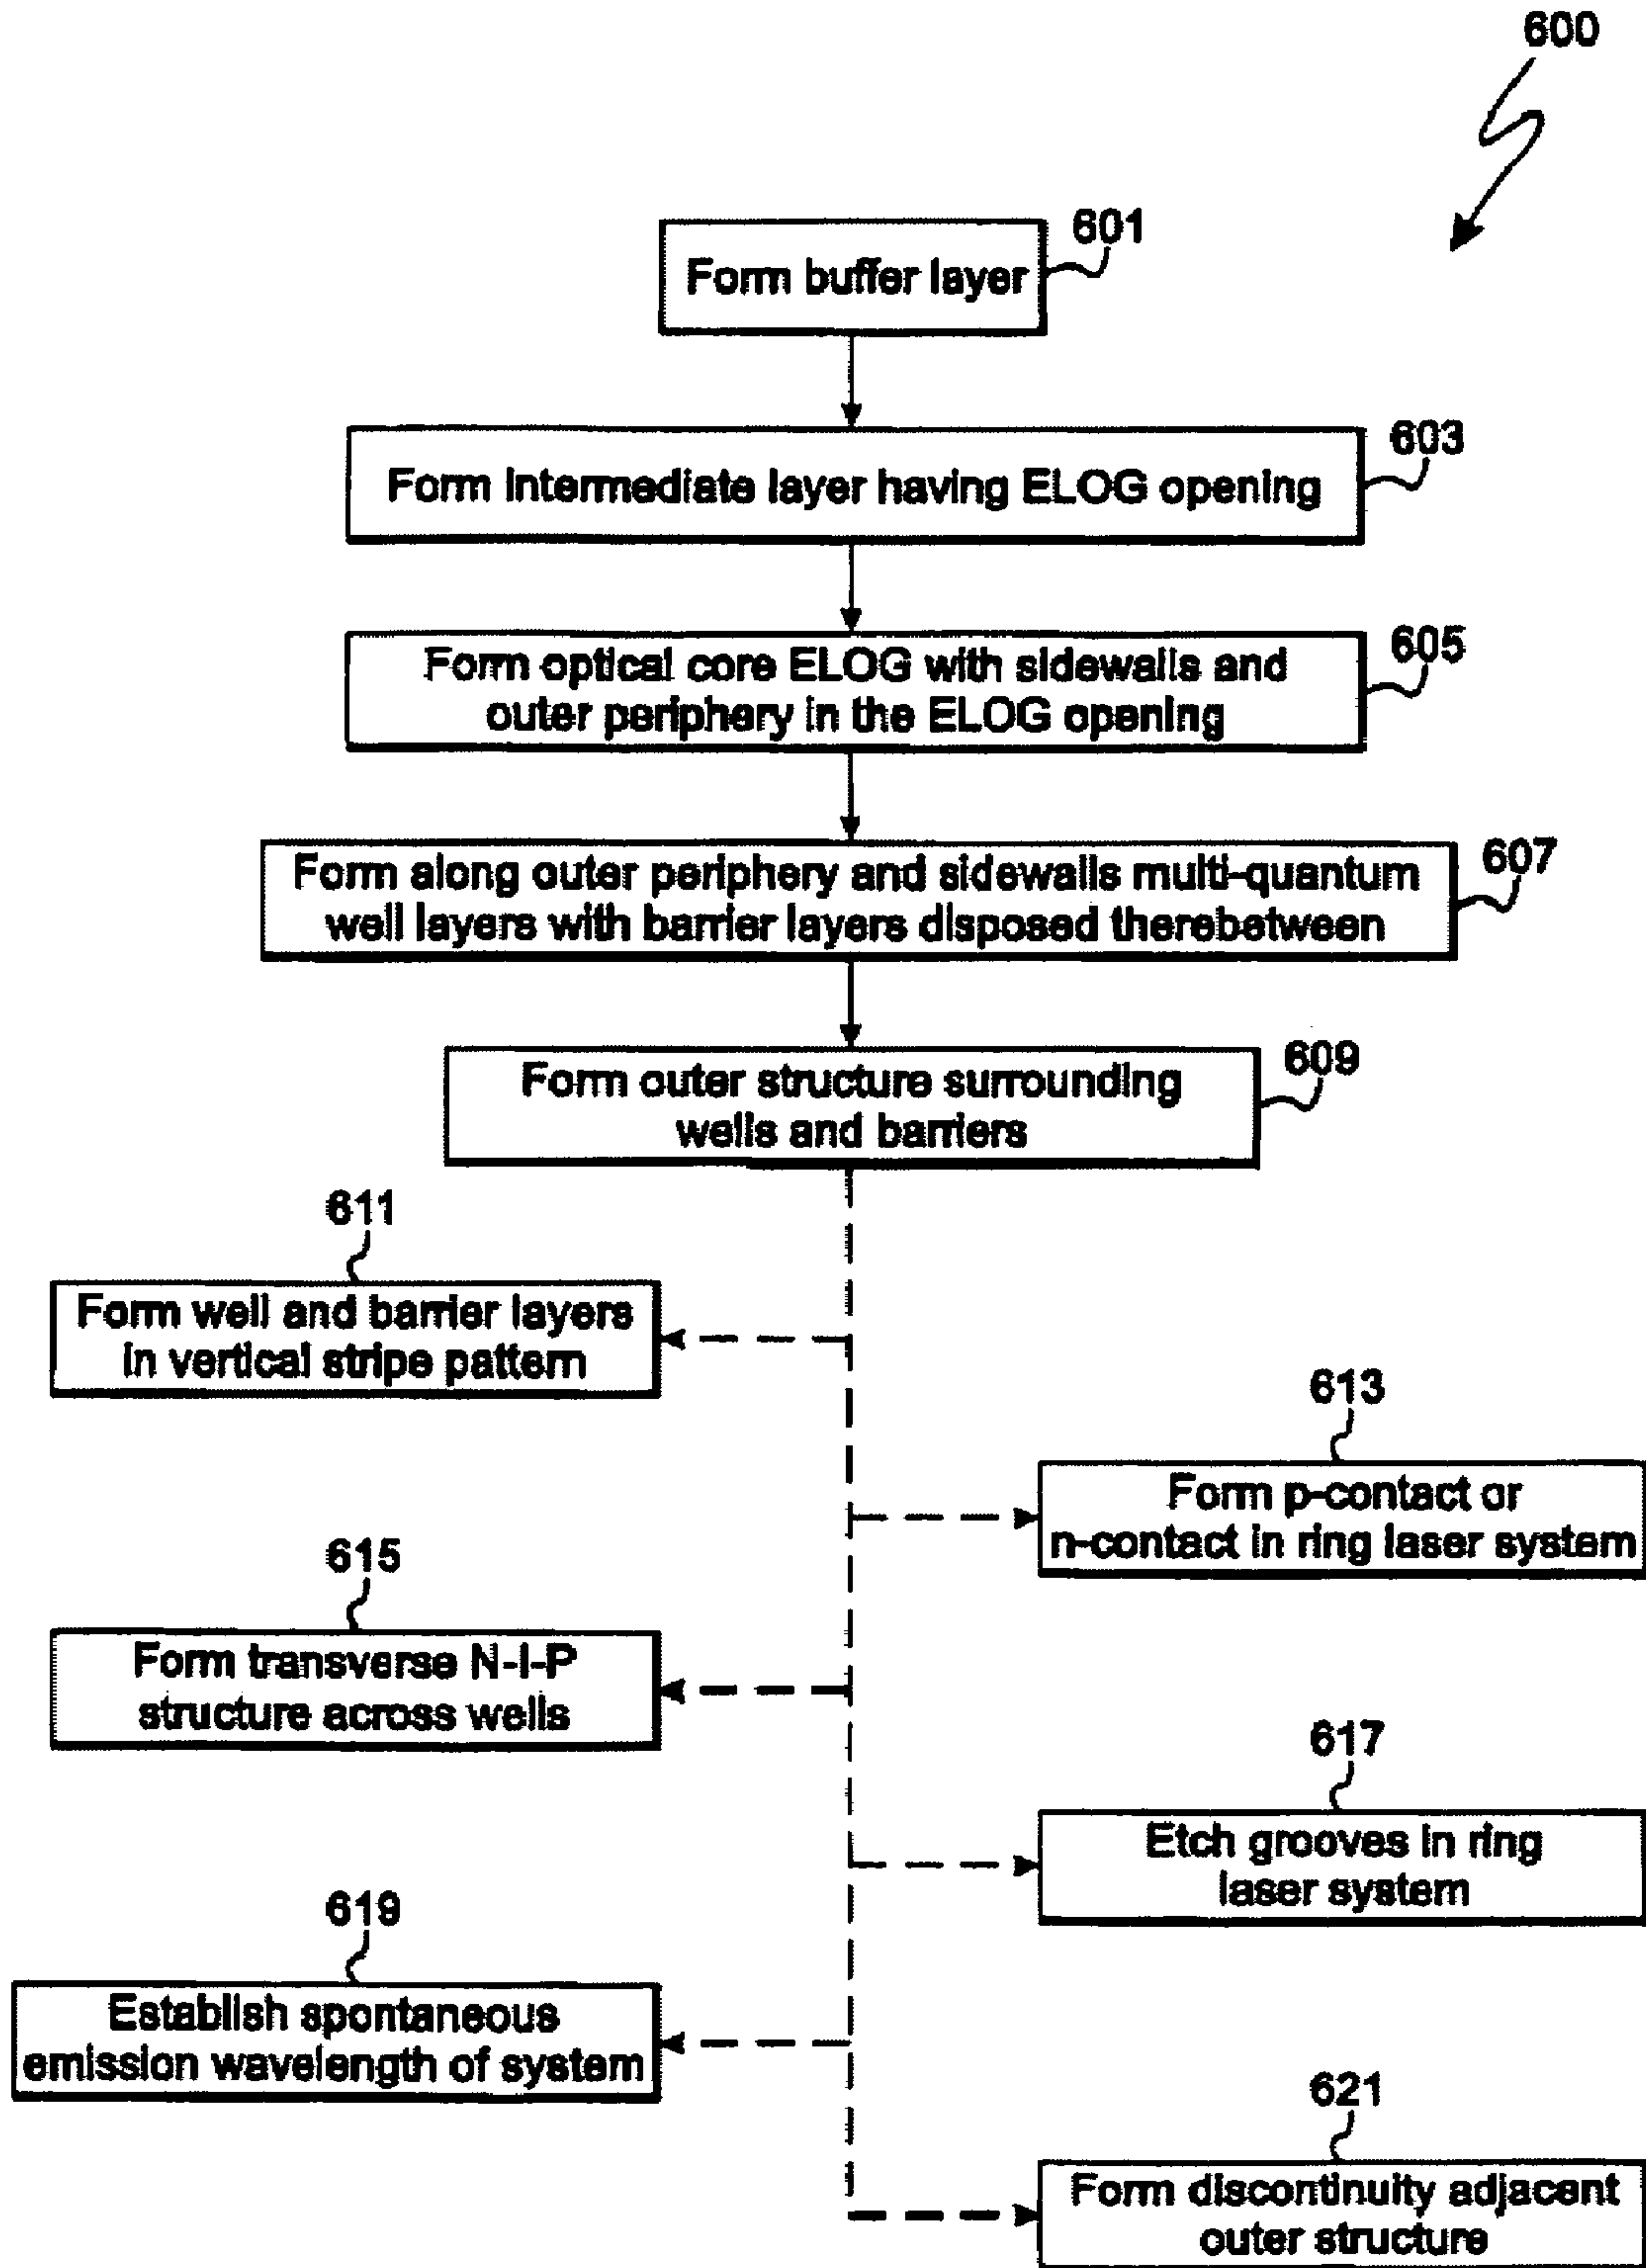 600
601
Form buffer layer
603
Form intermediate layer having ELOG opening
605
Form optical core ELOG with sidewalls and
outer periphery in the ELOG opening
607
Form along outer periphery and sidewalls multi-quantum
well layers with barrier layers disposed therebetween
609
Form outer structure surrounding
wells and barriers
611
Form well and barrier layers
in vertical stripe pattern
613
Form p-contact or
n-contact in ring laser system
615
Form transverse N-I-P
structure across wells
617
Etch grooves in ring
laser system
619
Establish spontaneous
emission wavelength of system
621
Form discontinuity adjacent
outer structure